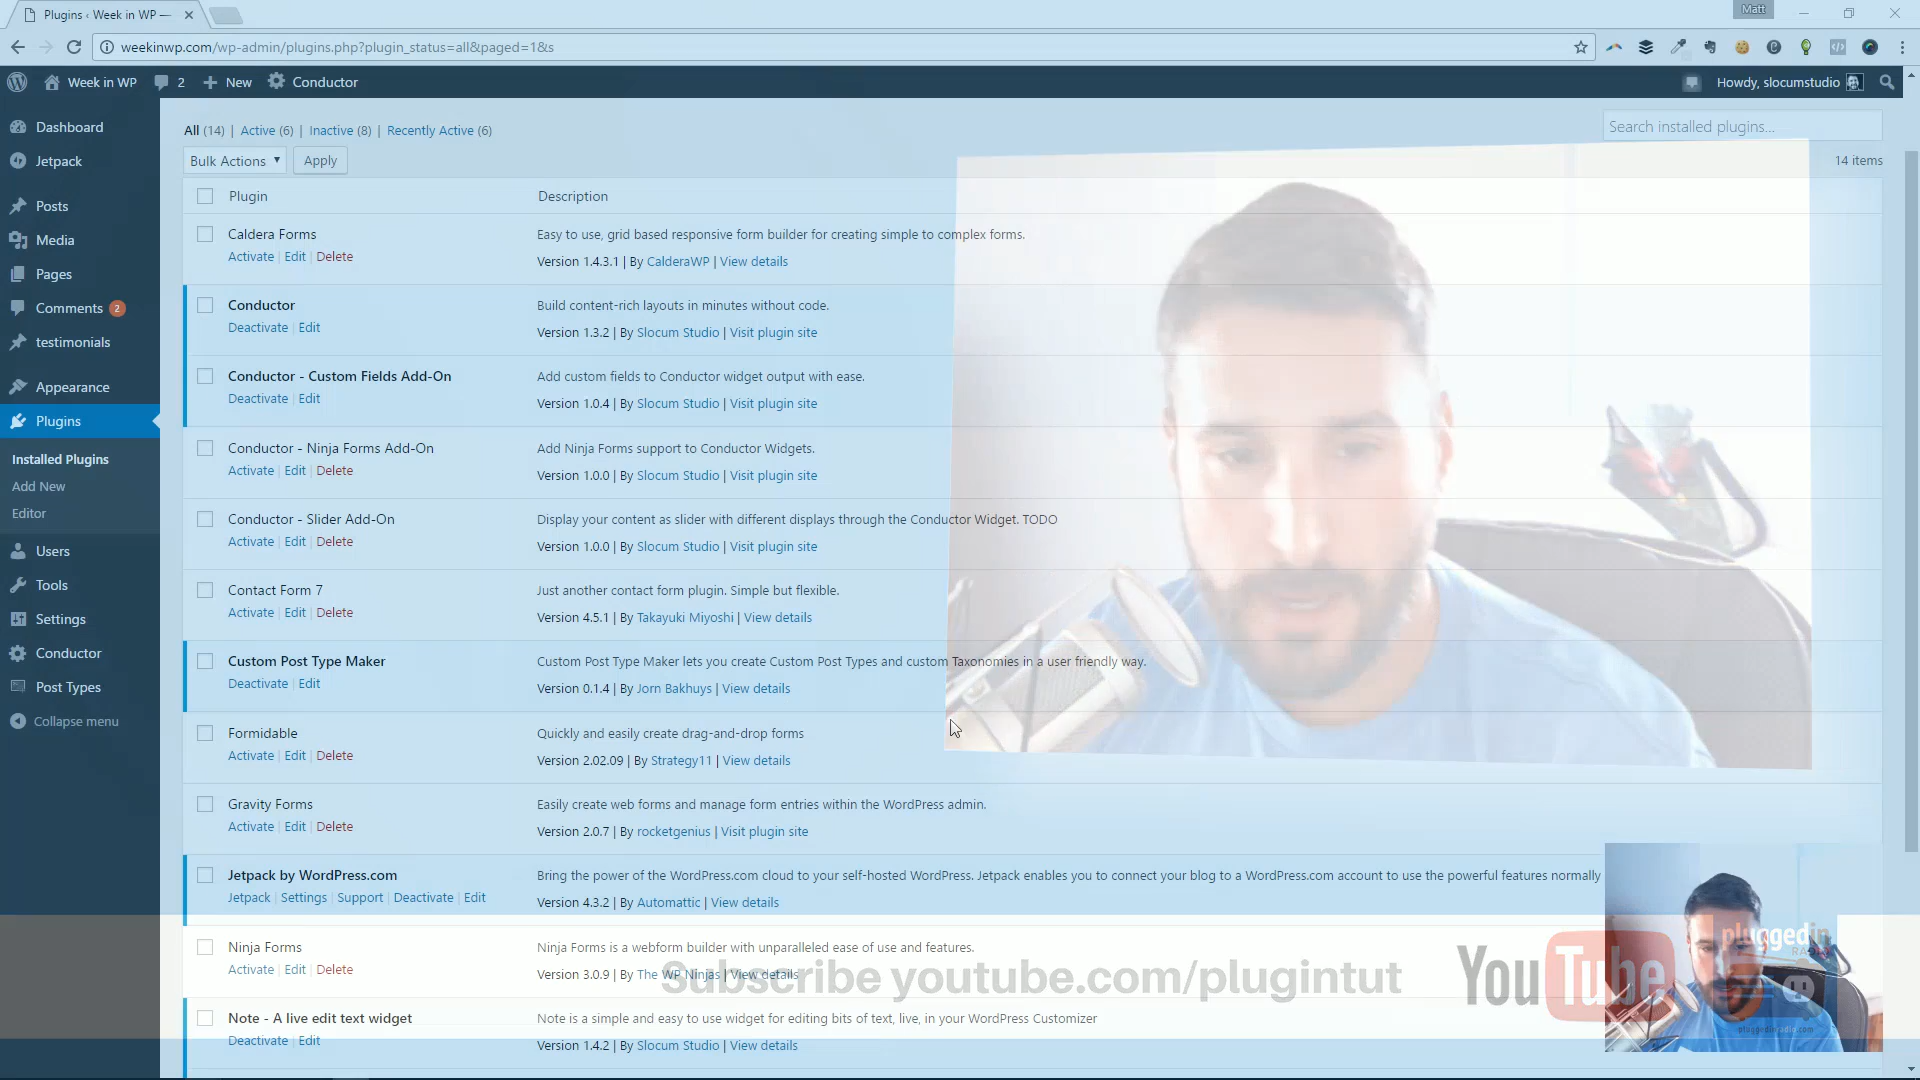 Plugins ‹ Week in WP —
Matt
weekinwp.com/wp-admin/plugins.php?plugin_status=all&paged=1&s
Week in WP
2
New
Conductor
Howdy, slocumstudio
Dashboard
Jetpack
Posts
Media
Pages
Comments 2
testimonials
Appearance
Plugins
Installed Plugins
Add New
Editor
Users
Tools
Settings
Conductor
Post Types
Collapse menu
All (14) | Active (6) | Inactive (8) | Recently Active (6)
Search installed plugins...
Bulk Actions
Apply
14 items
Plugin
Description
Caldera Forms
Activate | Edit | Delete
Easy to use, grid based responsive form builder for creating simple to complex forms.
Version 1.4.3.1 | By CalderaWP | View details
Conductor
Deactivate | Edit
Build content-rich layouts in minutes without code.
Version 1.3.2 | By Slocum Studio | Visit plugin site
Conductor - Custom Fields Add-On
Deactivate | Edit
Add custom fields to Conductor widget output with ease.
Version 1.0.4 | By Slocum Studio | Visit plugin site
Conductor - Ninja Forms Add-On
Activate | Edit | Delete
Add Ninja Forms support to Conductor Widgets.
Version 1.0.0 | By Slocum Studio | Visit plugin site
Conductor - Slider Add-On
Activate | Edit | Delete
Display your content as slider with different displays through the Conductor Widget. TODO
Version 1.0.0 | By Slocum Studio | Visit plugin site
Contact Form 7
Activate | Edit | Delete
Just another contact form plugin. Simple but flexible.
Version 4.5.1 | By Takayuki Miyoshi | View details
Custom Post Type Maker
Deactivate | Edit
Custom Post Type Maker lets you create Custom Post Types and custom Taxonomies in a user friendly way.
Version 0.1.4 | By Jorn Bakhuys | View details
Formidable
Activate | Edit | Delete
Quickly and easily create drag-and-drop forms
Version 2.02.09 | By Strategy11 | View details
Gravity Forms
Activate | Edit | Delete
Easily create web forms and manage form entries within the WordPress admin.
Version 2.0.7 | By rocketgenius | Visit plugin site
Jetpack by WordPress.com
Jetpack | Settings | Support | Deactivate | Edit
Bring the power of the WordPress.com cloud to your self-hosted WordPress. Jetpack enables you to connect your blog to a WordPress.com account to use the powerful features normally
Version 4.3.2 | By Automattic | View details
Ninja Forms
Activate | Edit | Delete
Ninja Forms is a webform builder with unparalleled ease of use and features.
Version 3.0.9 | By The WP Ninjas | View details
Subscribe youtube.com/plugintut
YouTube
pluggedin
RADIO
pluggedinradio.com
Note - A live edit text widget
Deactivate | Edit
Note is a simple and easy to use widget for editing bits of text, live, in your WordPress Customizer
Version 1.4.2 | By Slocum Studio | View details